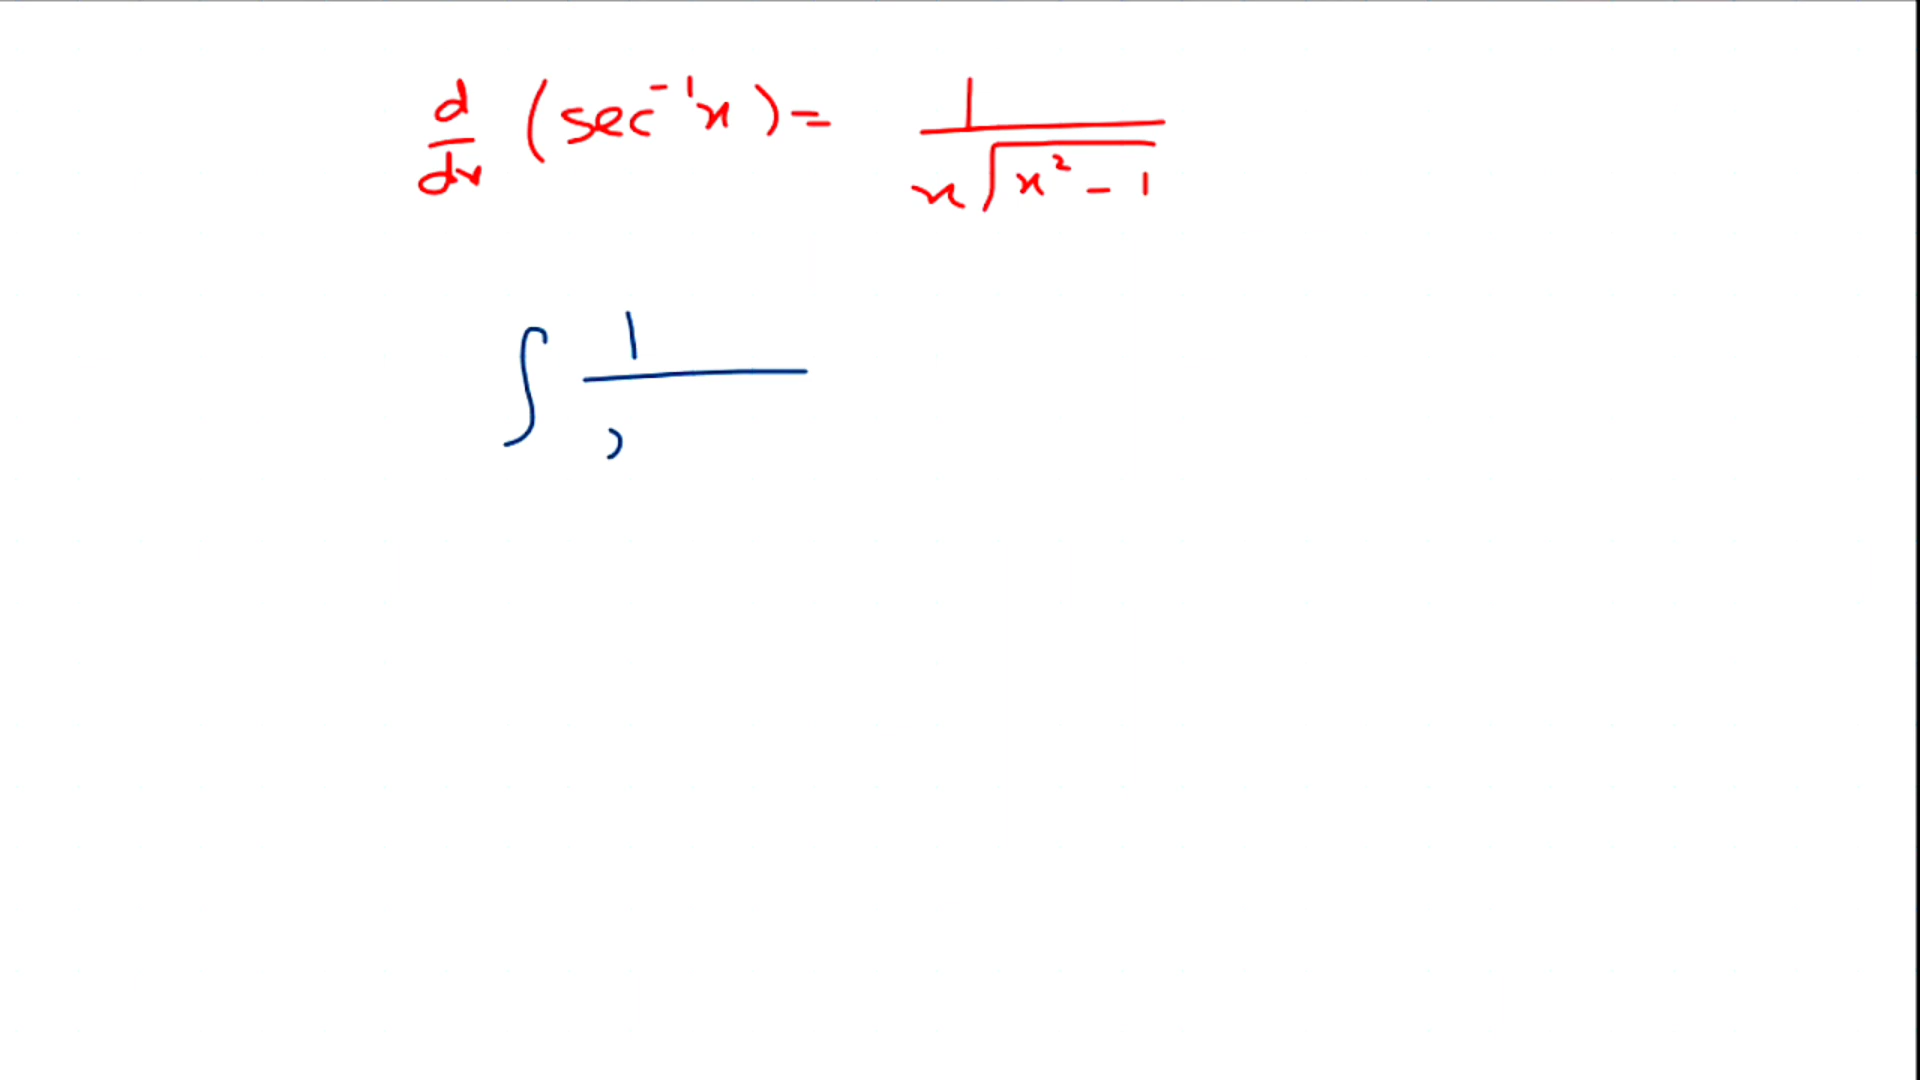 d/dx (sec⁻¹x) = 1/(x√(x² - 1))
∫ 1/